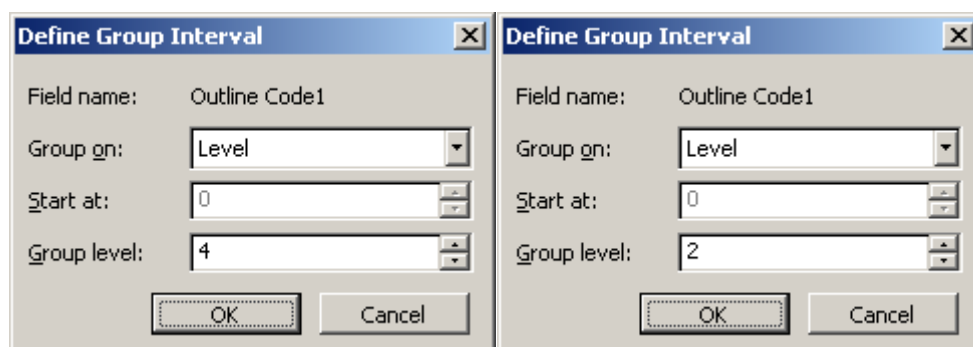 Define Group Interval
Field name: Outline Code1
Group on: Level
Start at: 0
Group level: 4
OK Cancel
Define Group Interval
Field name: Outline Code1
Group on: Level
Start at: 0
Group level: 2
OK Cancel